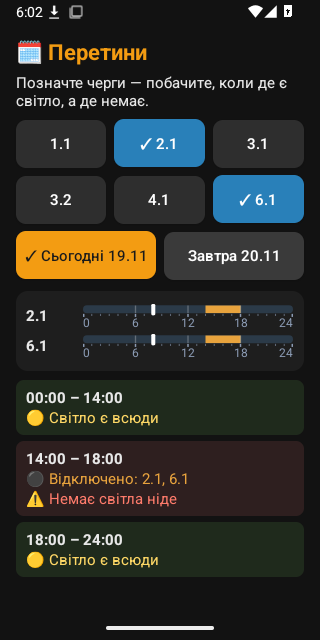 6:02
Перетини
Позначте черги — побачите, коли де є
світло, а де немає.
1.1
✓ 2.1
3.1
3.2
4.1
✓ 6.1
✓ Сьогодні 19.11
Завтра 20.11
2.1
0 6 12 18 24
6.1
0 6 12 18 24
00:00 – 14:00
Світло є всюди
14:00 – 18:00
Відключено: 2.1, 6.1
Немає світла ніде
18:00 – 24:00
Світло є всюди